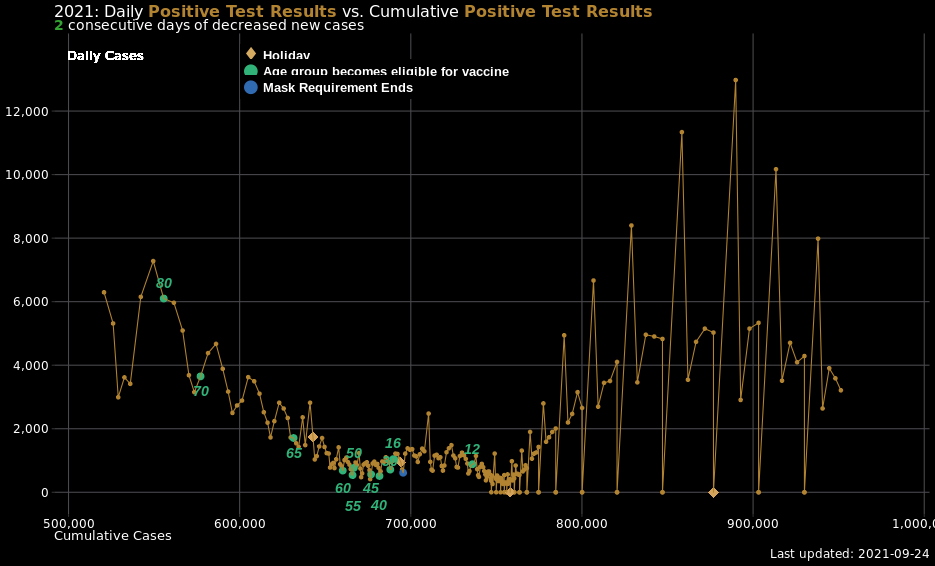 2021: Daily Positive Test Results vs. Cumulative Positive Test Results
2 consecutive days of decreased new cases
Daily Cases
Holiday
Age group becomes eligible for vaccine
Mask Requirement Ends
12,000
10,000
8,000
6,000
4,000
2,000
0
80
70
65
60
50
55
45
40
16
12
500,000
600,000
700,000
800,000
900,000
1,000,0
Cumulative Cases
Last updated: 2021-09-24